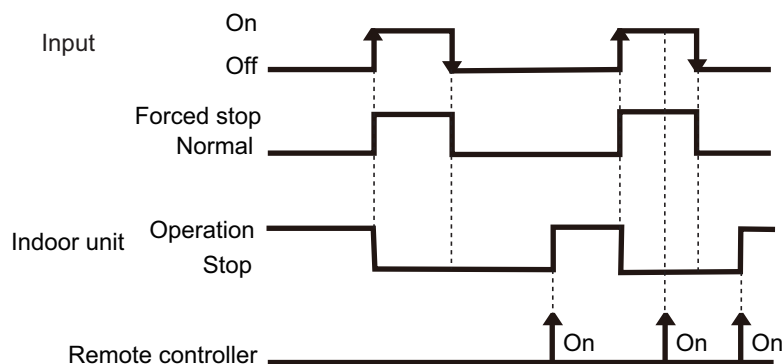 On
Input
Off
Forced stop
Normal
Operation
Indoor unit
Stop
On
On
On
Remote controller